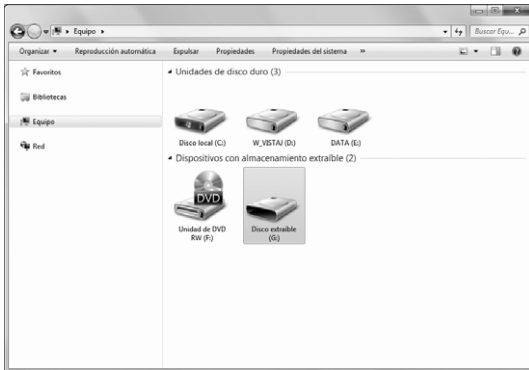 Equipo
Buscar Equ...
Organizar Reproducción automática Expulsar Propiedades Propiedades del sistema »
Favoritos
Bibliotecas
Equipo
Red
Unidades de disco duro (3)
Disco local (C:) W_VISTAJ (D:) DATA (E:)
Dispositivos con almacenamiento extraíble (2)
DVD
Unidad de DVD RW (F:)
Disco extraíble (G:)